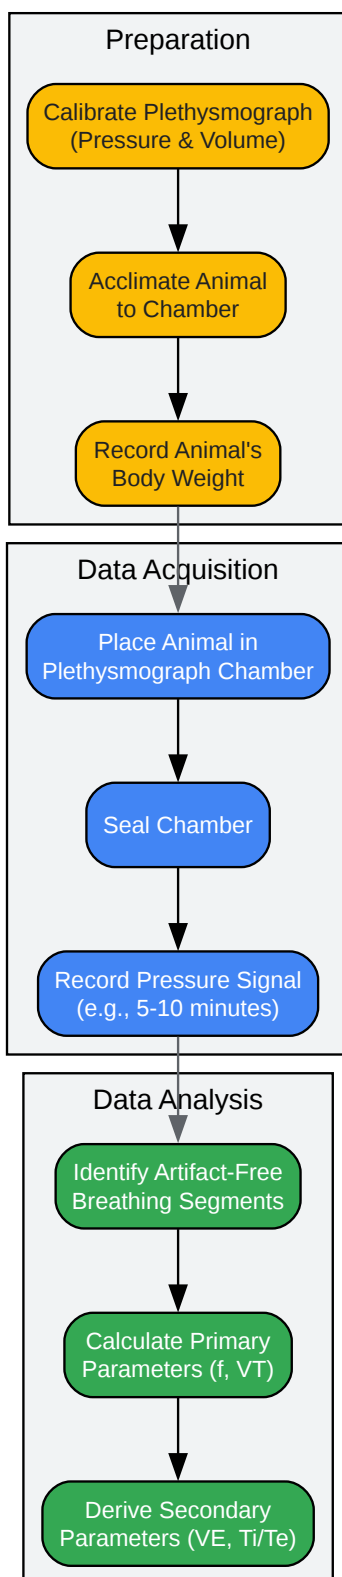 Preparation
Calibrate Plethysmograph
(Pressure & Volume)
Acclimate Animal
to Chamber
Record Animal's
Body Weight
Data Acquisition
Place Animal in
Plethysmograph Chamber
Seal Chamber
Record Pressure Signal
(e.g., 5-10 minutes)
Data Analysis
Identify Artifact-Free
Breathing Segments
Calculate Primary
Parameters (f, VT)
Derive Secondary
Parameters (VE, Ti/Te)